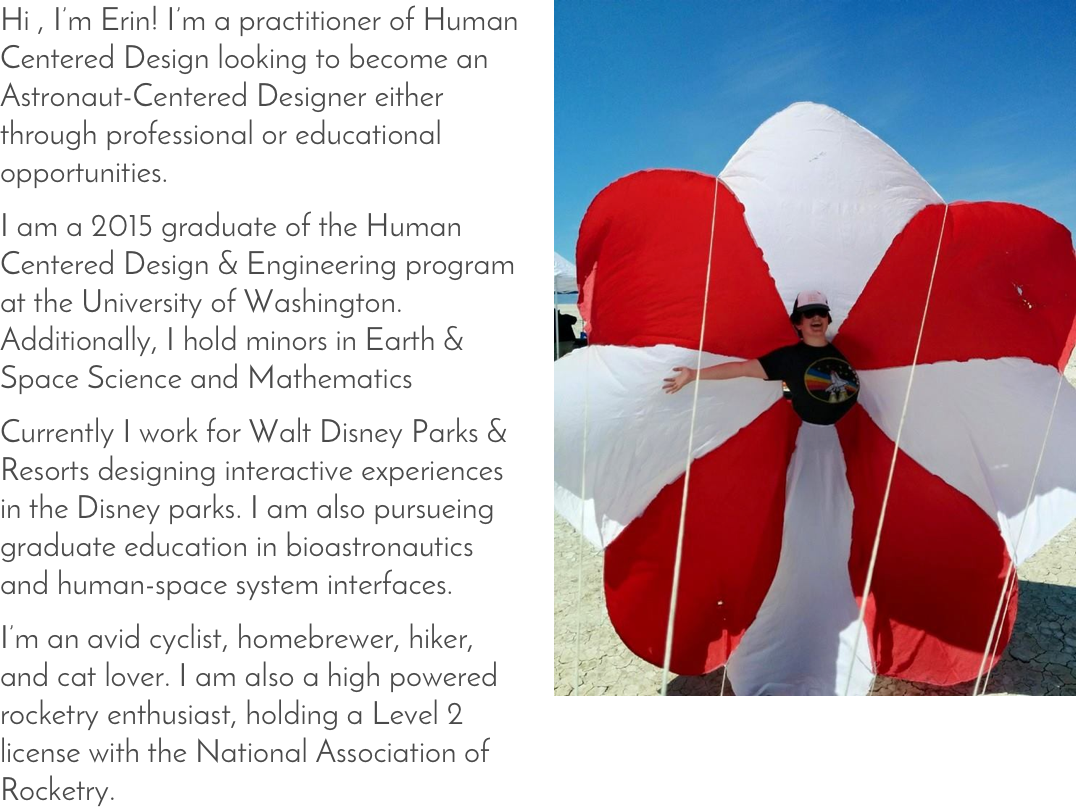 Hi , I'm Erin! I'm a practitioner of Human
Centered Design looking to become an
Astronaut-Centered Designer either
through professional or educational
opportunities.
I am a 2015 graduate of the Human
Centered Design & Engineering program
at the University of Washington.
Additionally, I hold minors in Earth &
Space Science and Mathematics
Currently I work for Walt Disney Parks &
Resorts designing interactive experiences
in the Disney parks. I am also pursueing
graduate education in bioastronautics
and human-space system interfaces.
I'm an avid cyclist, homebrewer, hiker,
and cat lover. I am also a high powered
rocketry enthusiast, holding a Level 2
license with the National Association of
Rocketry.